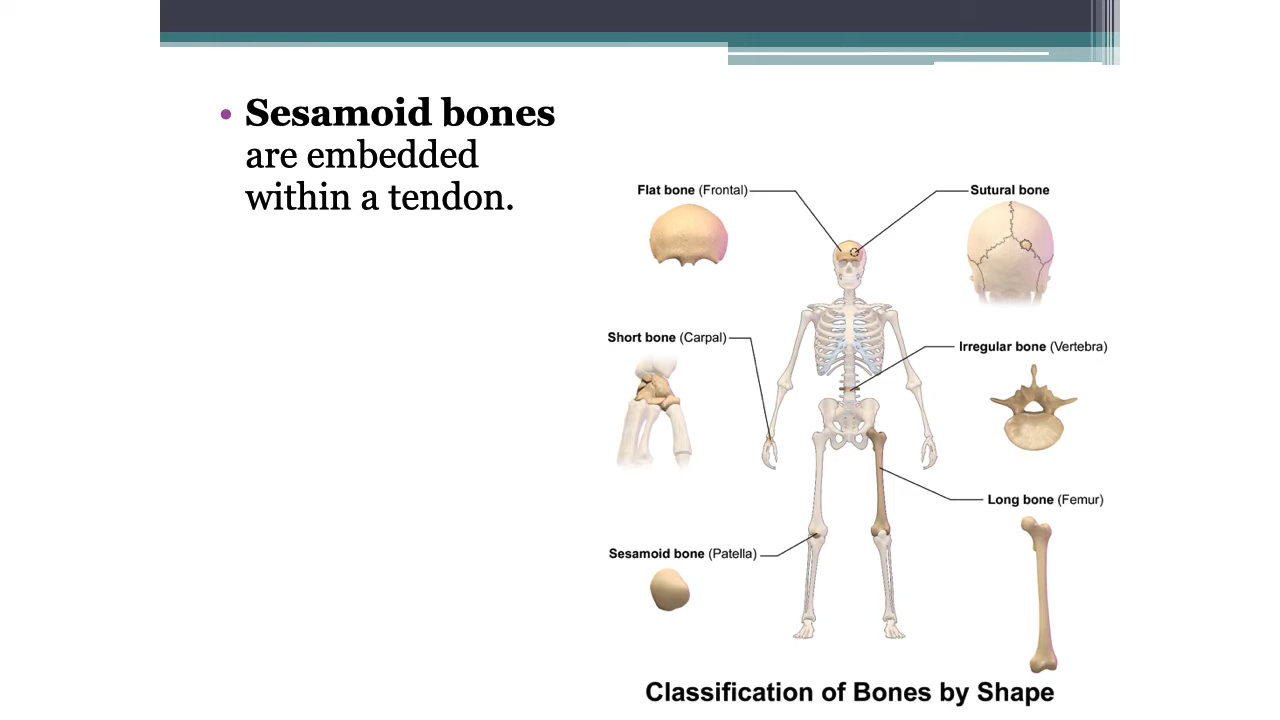 • Sesamoid bones
are embedded
within a tendon.
Flat bone (Frontal)
Sutural bone
Short bone (Carpal)
Irregular bone (Vertebra)
Long bone (Femur)
Sesamoid bone (Patella)
Classification of Bones by Shape